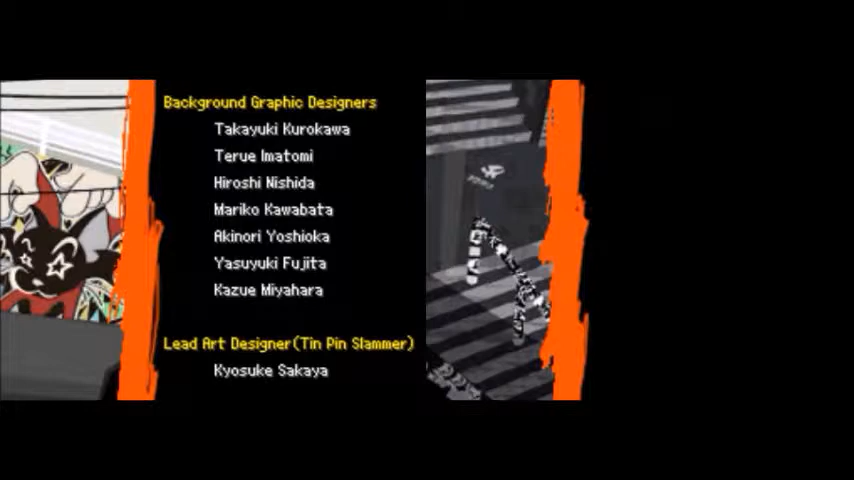 Background Graphic Designers
Takayuki Kurokawa
Terue Imatomi
Hiroshi Nishida
Mariko Kawabata
Akinori Yoshioka
Yasuyuki Fujita
Kazue Miyahara
Lead Art Designer(Tin Pin Slammer)
Kyosuke Sakaya